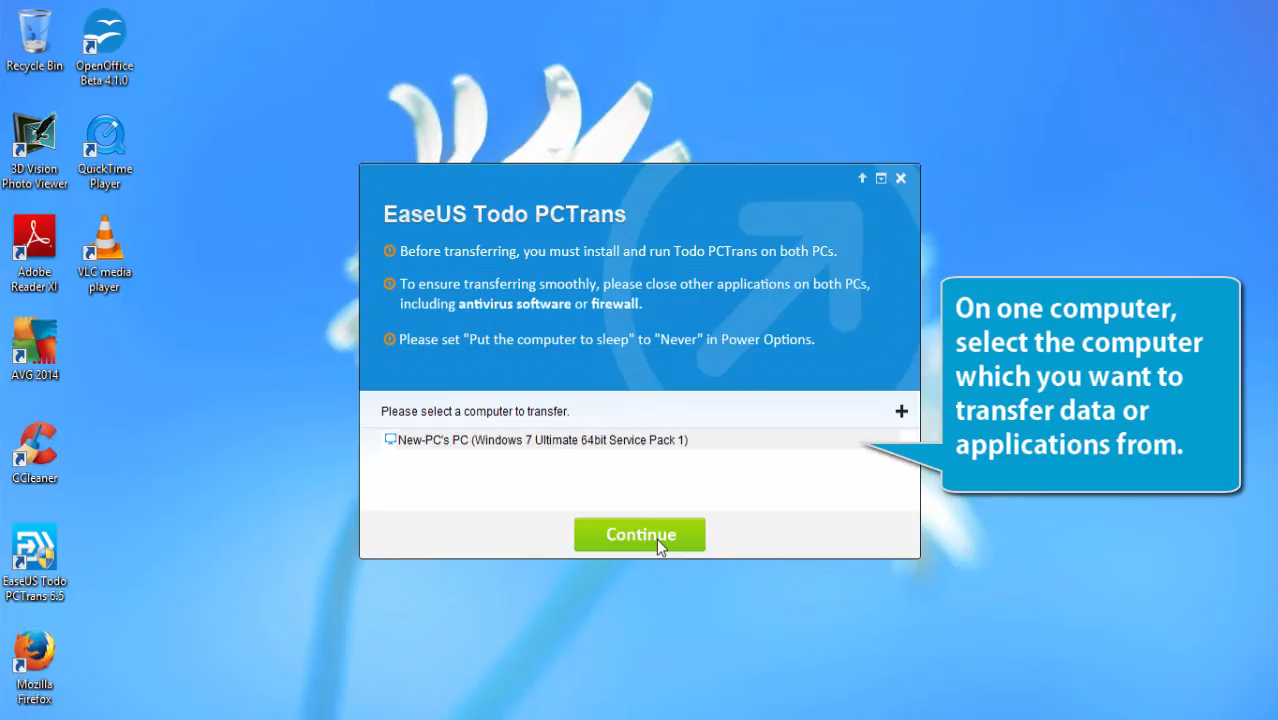 Recycle Bin
OpenOffice
Beta 4.1.0
3D Vision
Photo Viewer
QuickTime
Player
Adobe
Reader XI
VLC media
player
AVG 2014
CCleaner
EaseUS Todo
PCTrans 6.5
Mozilla
Firefox
EaseUS Todo PCTrans
Before transferring, you must install and run Todo PCTrans on both PCs.
To ensure transferring smoothly, please close other applications on both PCs,
including antivirus software or firewall.
Please set "Put the computer to sleep" to "Never" in Power Options.
Please select a computer to transfer.
New-PC's PC (Windows 7 Ultimate 64bit Service Pack 1)
Continue
On one computer,
select the computer
which you want to
transfer data or
applications from.